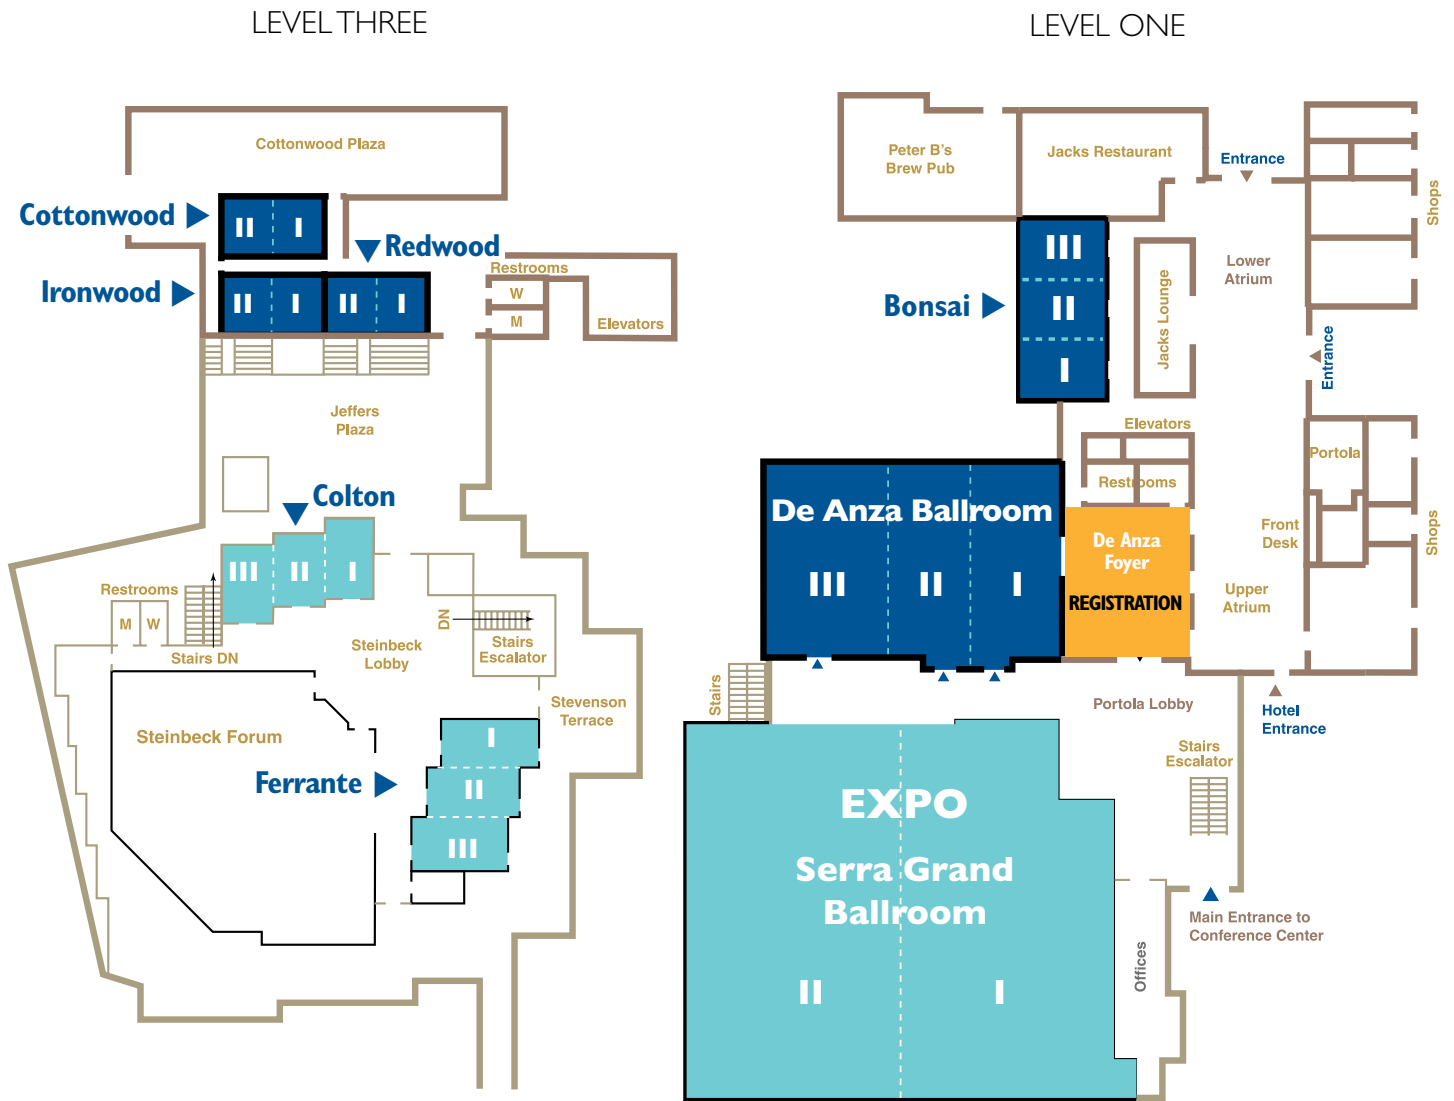 LEVEL THREE
Cottonwood Plaza
Cottonwood
II
I
Redwood
Ironwood
II
I
II
I
Restrooms
W
M
Elevators
Jeffers
Plaza
Colton
III
II
I
Restrooms
M
W
Stairs DN
DN
Stairs
Escalator
Steinbeck
Lobby
Stevenson
Terrace
Steinbeck Forum
Ferrante
I
II
III
LEVEL ONE
Peter B's
Brew Pub
Jacks Restaurant
Entrance
Shops
Lower
Atrium
Bonsai
III
II
I
Jacks Lounge
Entrance
Elevators
Restrooms
Portola
Front
Desk
Shops
De Anza Ballroom
III
II
I
De Anza
Foyer
REGISTRATION
Upper
Atrium
Stairs
Portola Lobby
Hotel
Entrance
Stairs
Escalator
EXPO
Serra Grand
Ballroom
II
I
Offices
Main Entrance to
Conference Center